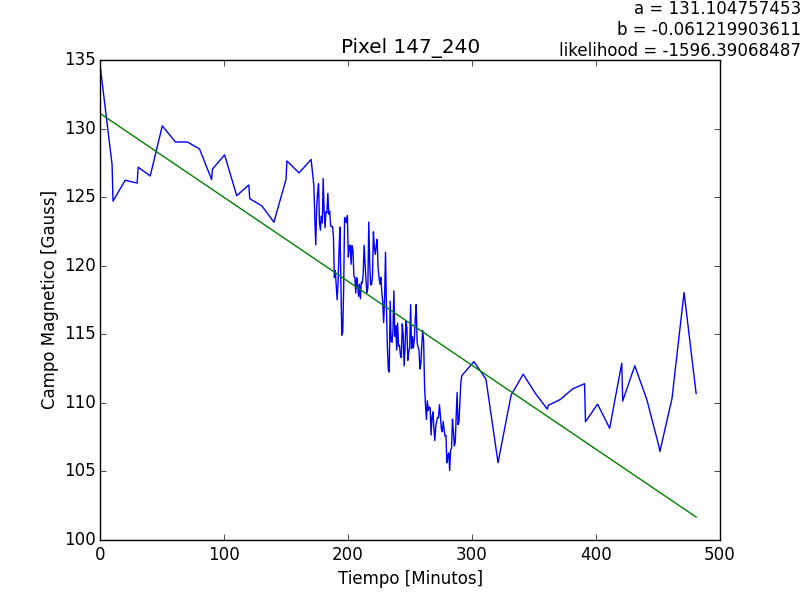 a = 131.104757453
b = -0.061219903611
likelihood = -1596.39068487
Pixel 147_240
135
130
125
120
115
110
105
100
Campo Magnetico [Gauss]
0 100 200 300 400 500
Tiempo [Minutos]